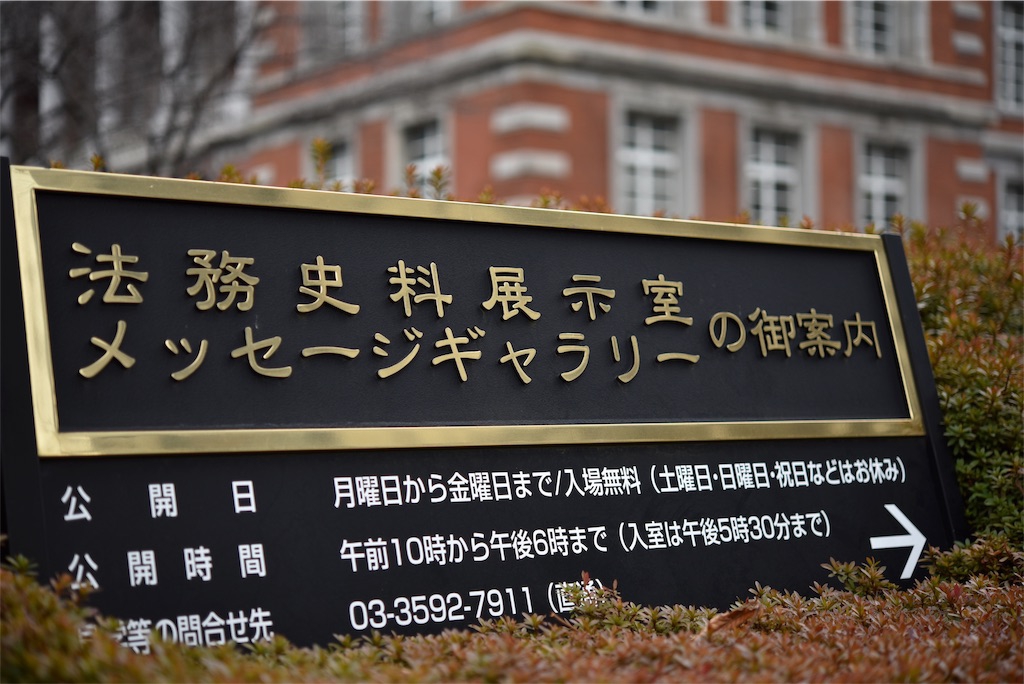 法務史料展示室
メッセージギャラリーの御案内
公開日 月曜日から金曜日まで/入場無料（土曜日・日曜日・祝日などはお休み）
公開時間 午前10時から午後6時まで（入室は午後5時30分まで）
等の問合せ先 03-3592-7911（直通）